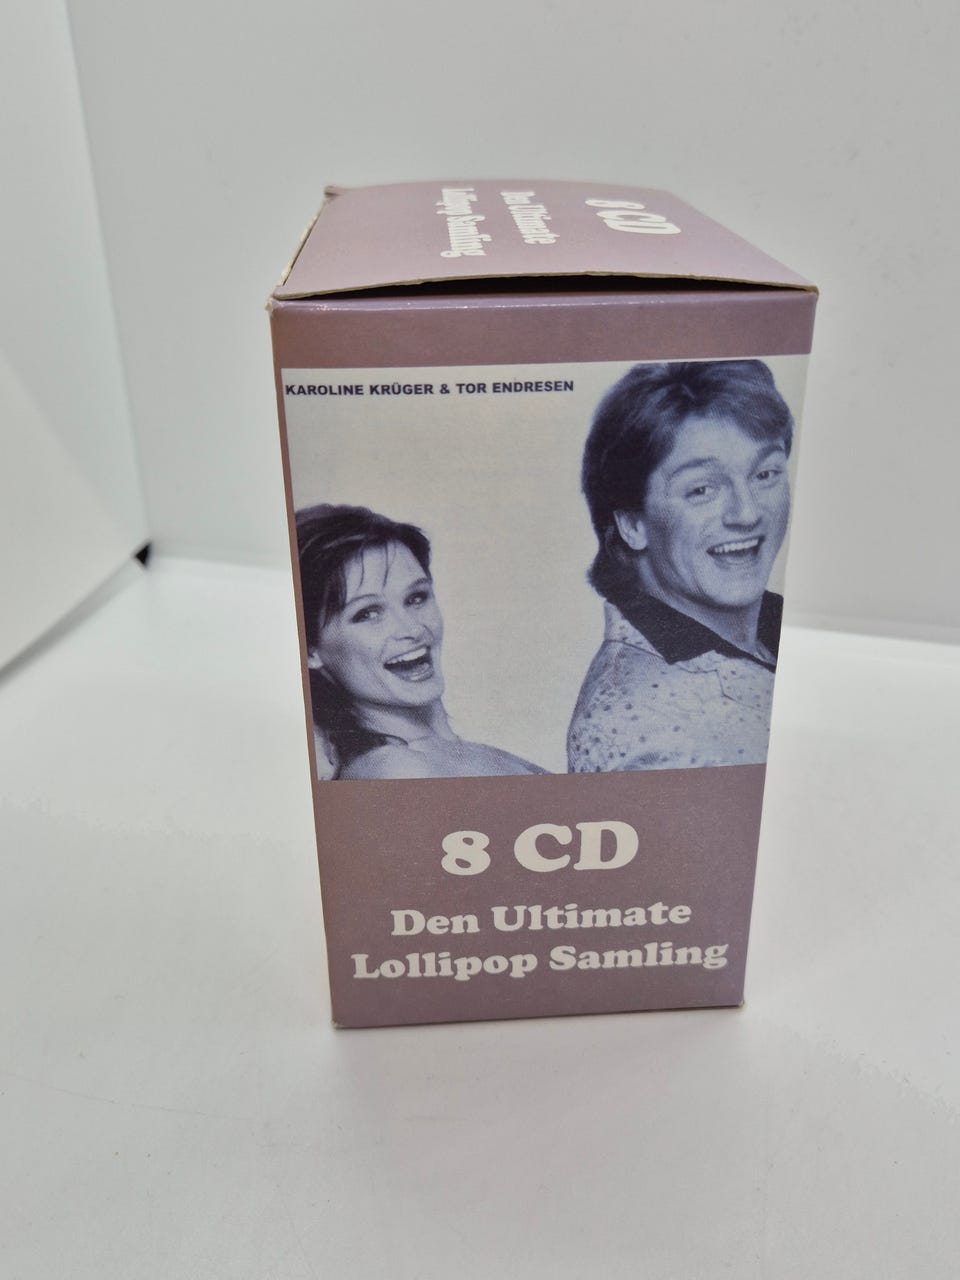 8 CD
Den Ultimate
Lollipop Samling
KAROLINE KRÜGER & TOR ENDRESEN
8 CD
Den Ultimate
Lollipop Samling